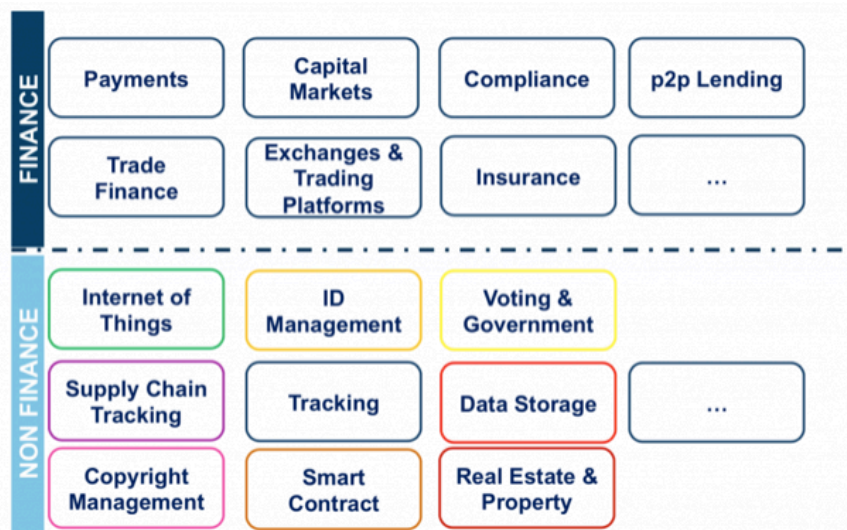 FINANCE
Payments
Capital
Markets
Compliance
p2p Lending
Trade
Finance
Exchanges &
Trading
Platforms
Insurance
...
NON FINANCE
Internet of
Things
ID
Management
Voting &
Government
Supply Chain
Tracking
Tracking
Data Storage
...
Copyright
Management
Smart
Contract
Real Estate &
Property